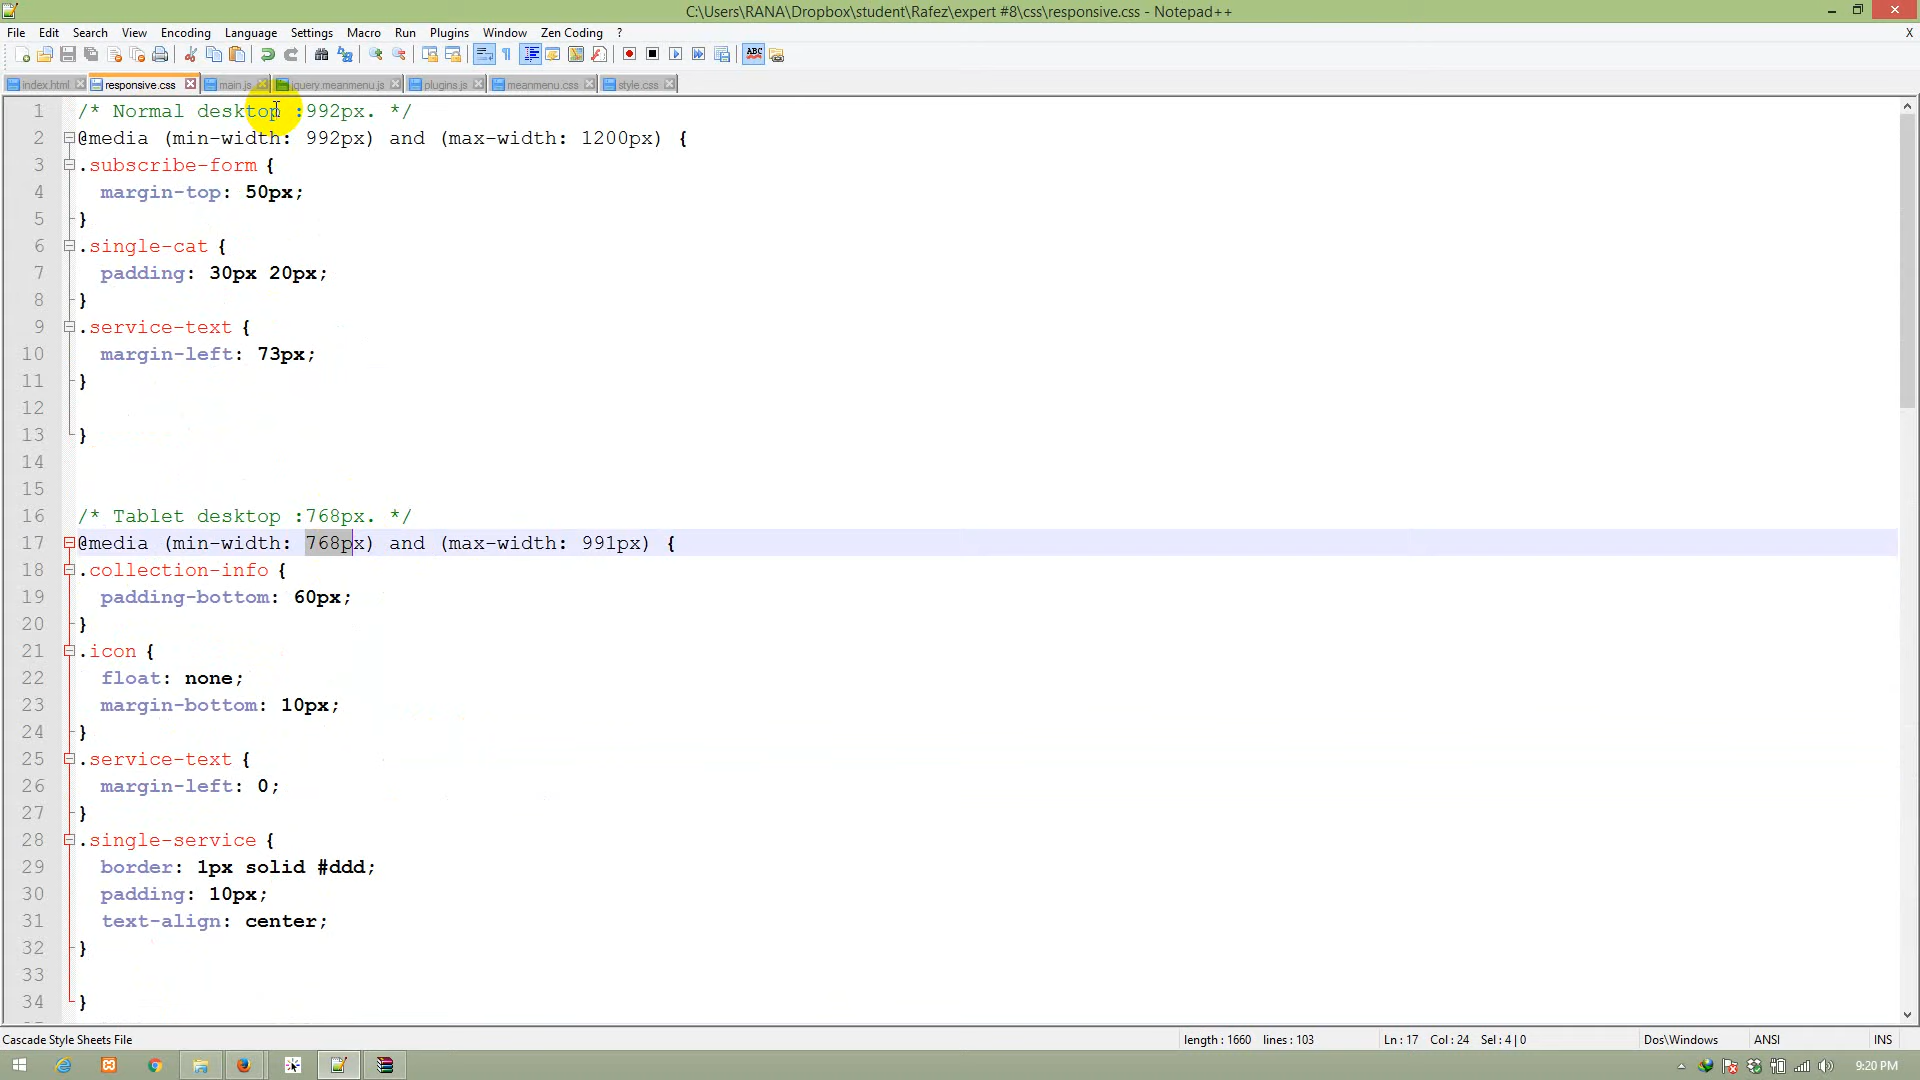 C:\Users\RANA\Dropbox\student\Rafez\expert #8\css\responsive.css - Notepad++
File Edit Search View Encoding Language Settings Macro Run Plugins Window Zen Coding ? X
index.html responsive.css main.js jquery.meanmenu.js plugins.js meanmenu.css style.css
1 /* Normal desktop :992px. */
2 @media (min-width: 992px) and (max-width: 1200px) {
3 .subscribe-form {
4 margin-top: 50px;
5 }
6 .single-cat {
7 padding: 30px 20px;
8 }
9 .service-text {
10 margin-left: 73px;
11 }
12
13 }
14
15
16 /* Tablet desktop :768px. */
17 @media (min-width: 768px) and (max-width: 991px) {
18 .collection-info {
19 padding-bottom: 60px;
20 }
21 .icon {
22 float: none;
23 margin-bottom: 10px;
24 }
25 .service-text {
26 margin-left: 0;
27 }
28 .single-service {
29 border: 1px solid #ddd;
30 padding: 10px;
31 text-align: center;
32 }
33
34 }
Cascade Style Sheets File length : 1660 lines : 103 Ln : 17 Col : 24 Sel : 4 | 0 Dos\Windows ANSI INS
9:20 PM